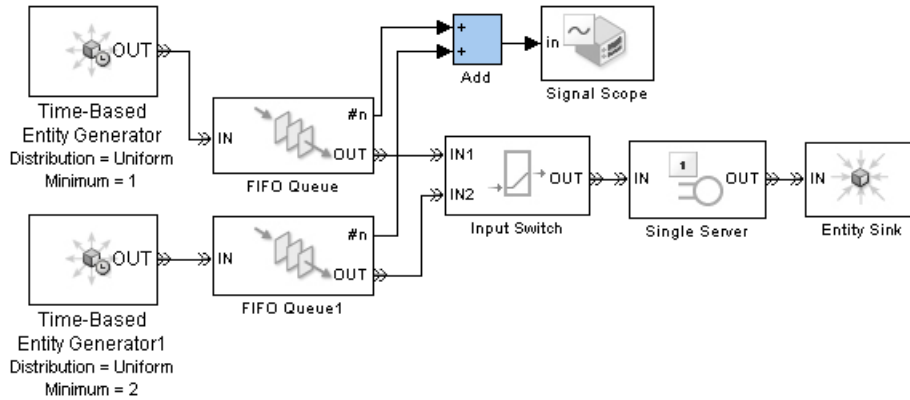 OUT
Time-Based
Entity Generator
Distribution = Uniform
Minimum = 1
IN
#n
OUT
FIFO Queue
+
+
Add
in
Signal Scope
IN1
IN2
OUT
Input Switch
IN
1
OUT
Single Server
IN
Entity Sink
OUT
Time-Based
Entity Generator1
Distribution = Uniform
Minimum = 2
IN
#n
OUT
FIFO Queue1